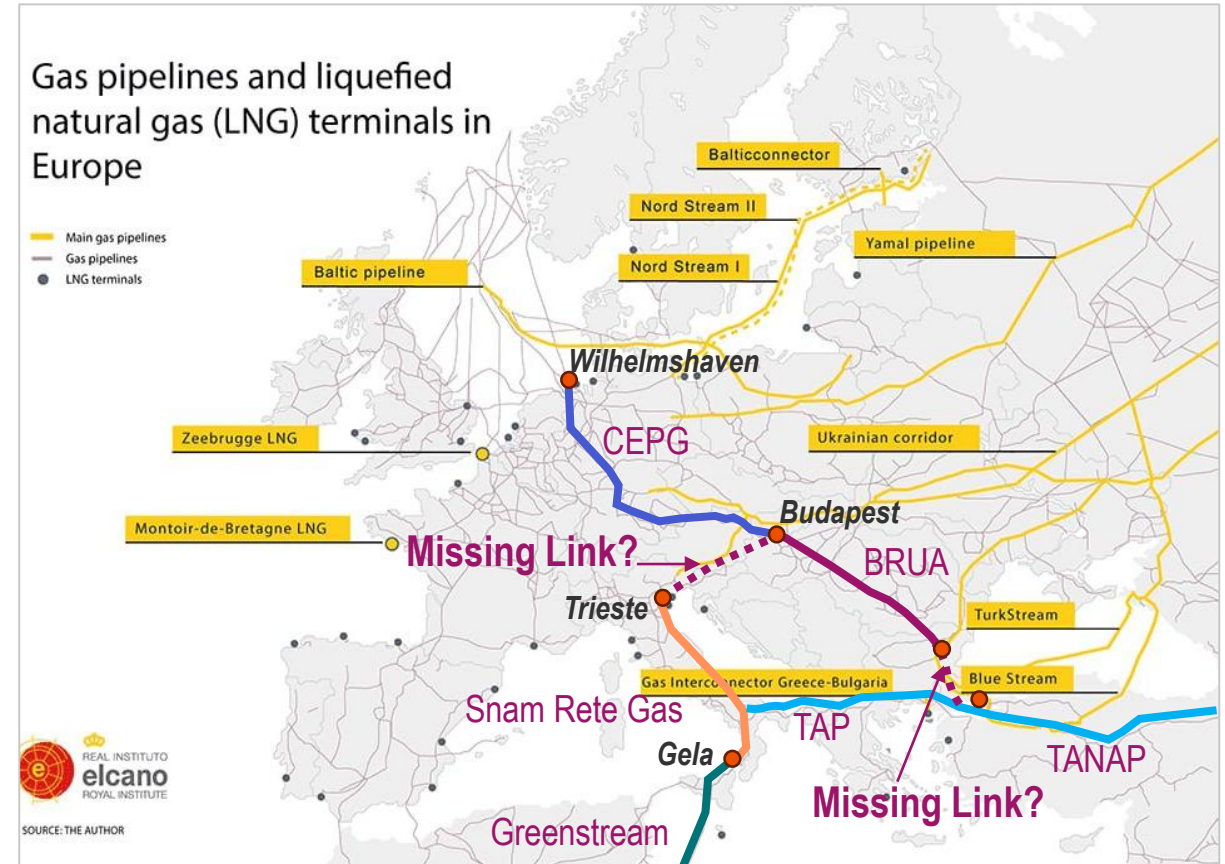 Gas pipelines and liquefied
natural gas (LNG) terminals in
Europe
Main gas pipelines
Gas pipelines
LNG terminals
Balticconnector
Nord Stream II
Yamal pipeline
Nord Stream I
Baltic pipeline
Wilhelmshaven
Zeebrugge LNG
CEPG
Ukrainian corridor
Montoir-de-Bretagne LNG
Budapest
Missing Link?
BRUA
Trieste
TurkStream
Gas Interconnector Greece-Bulgaria
Blue Stream
Snam Rete Gas
TAP
Gela
TANAP
Missing Link?
Greenstream
e
REAL INSTITUTO
elcano
ROYAL INSTITUTE
SOURCE: THE AUTHOR